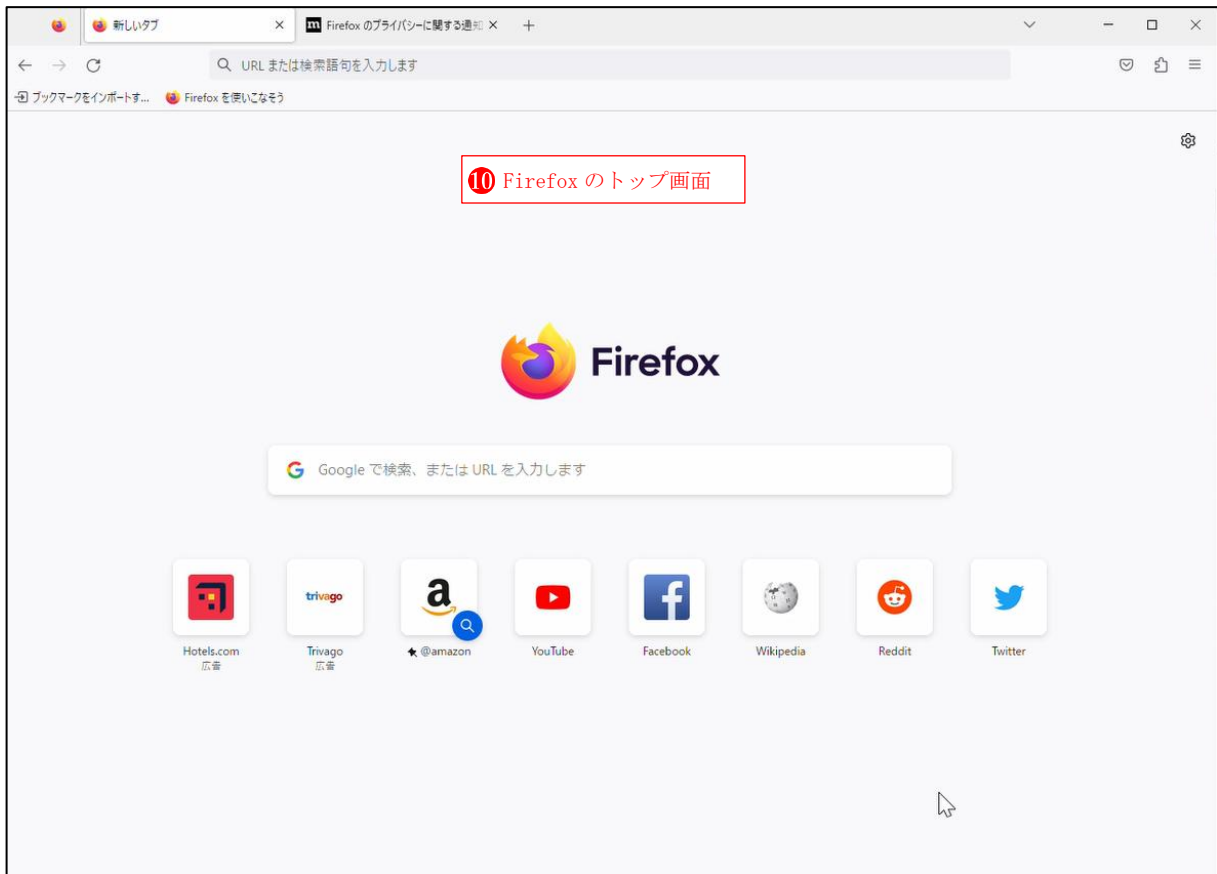 新しいタブ
Firefox のプライバシーに関する通知
URL または検索語句を入力します
ブックマークをインポートす...
Firefox を使いこなそう
⑩ Firefox のトップ画面
Firefox
Google で検索、または URL を入力します
trivago
Hotels.com
広告
Trivago
広告
@amazon
YouTube
Facebook
Wikipedia
Reddit
Twitter